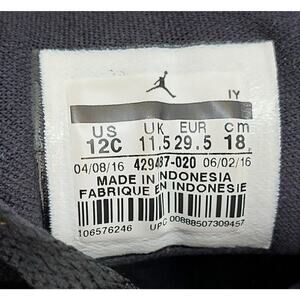 IY
US UK EUR cm
12C 11.5 29.5 18
04/08/16 429487-020 06/02/16
MADE IN INDONESIA
FABRIQUE EN INDONESIE
106576246 UPC 00888507309457